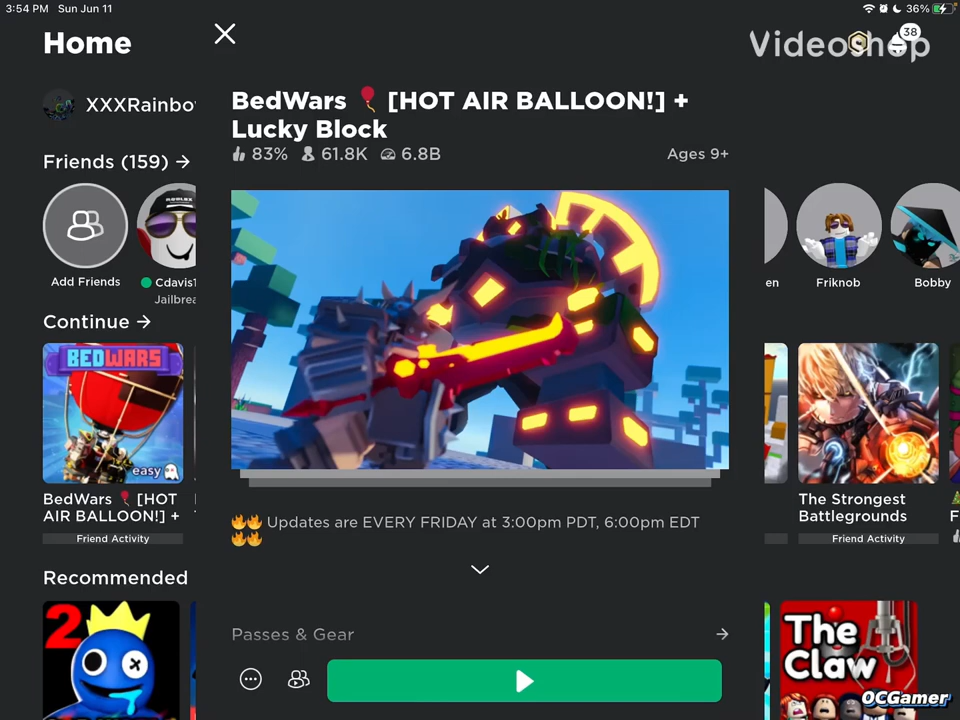 3:54 PM Sun Jun 11
36%
Home
Videoshop
38
XXXRainbo
BedWars [HOT AIR BALLOON!] +
Lucky Block
83% 61.8K 6.8B
Ages 9+
Friends (159) →
Add Friends
Cdavis1
Jailbrea
en
Friknob
Bobby
Continue →
BEDWARS
easy
BedWars [HOT
AIR BALLOON!] +
Friend Activity
The Strongest
Battlegrounds
Friend Activity
F
Updates are EVERY FRIDAY at 3:00pm PDT, 6:00pm EDT
Recommended
Passes & Gear →
2
The
Claw
OCGamer